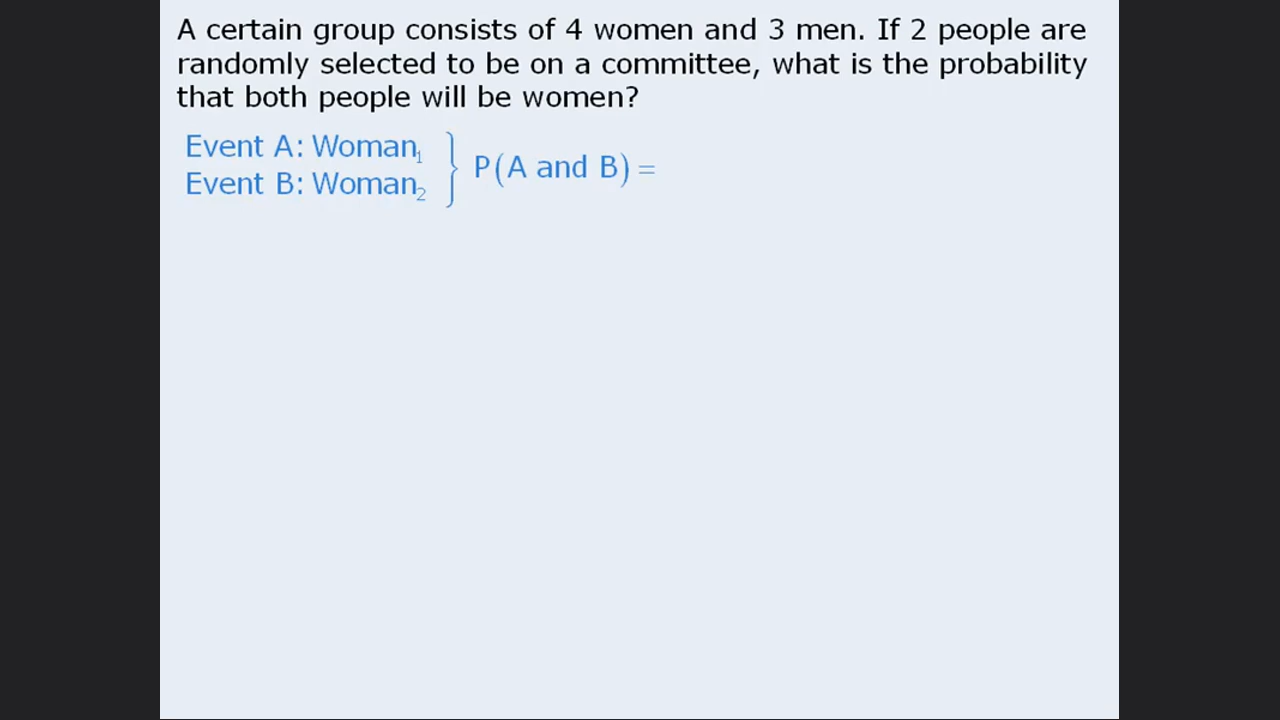 A certain group consists of 4 women and 3 men. If 2 people are
randomly selected to be on a committee, what is the probability
that both people will be women?
Event A: Woman₁
Event B: Woman₂
P(A and B) =